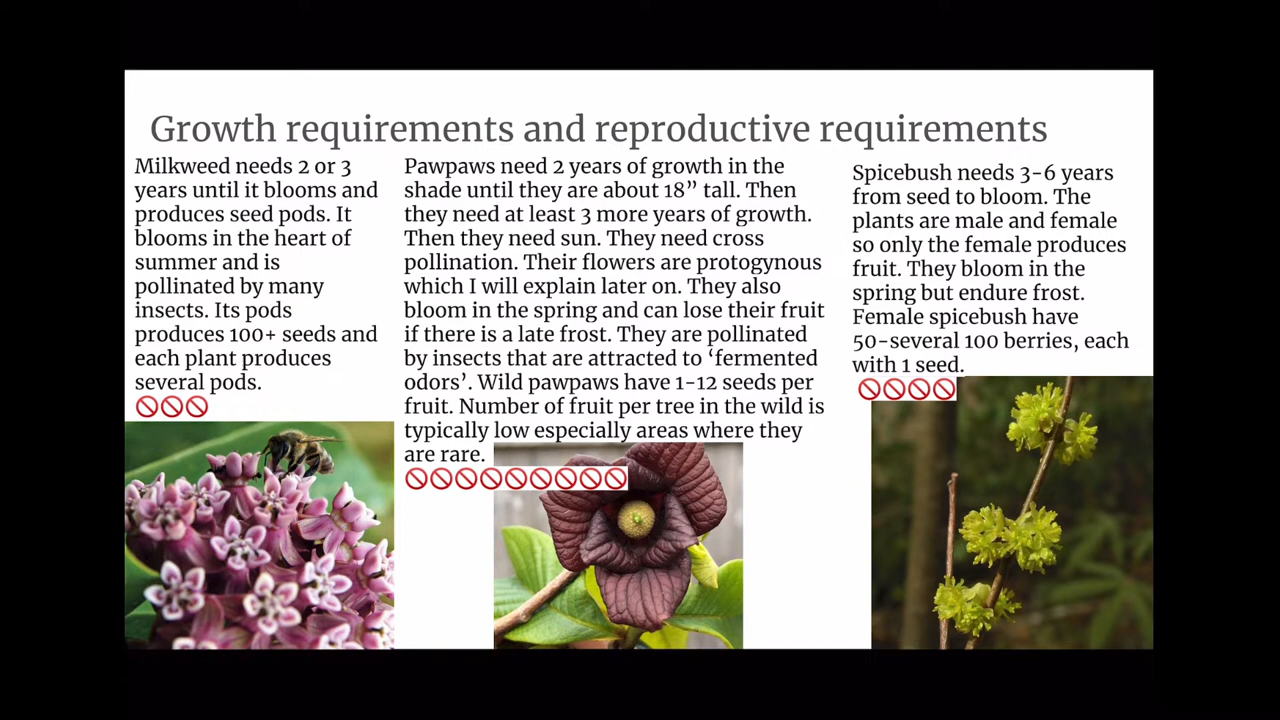 Growth requirements and reproductive requirements
Milkweed needs 2 or 3
years until it blooms and
produces seed pods. It
blooms in the heart of
summer and is
pollinated by many
insects. Its pods
produces 100+ seeds and
each plant produces
several pods.
🚫🚫🚫
Pawpaws need 2 years of growth in the
shade until they are about 18” tall. Then
they need at least 3 more years of growth.
Then they need sun. They need cross
pollination. Their flowers are protogynous
which I will explain later on. They also
bloom in the spring and can lose their fruit
if there is a late frost. They are pollinated
by insects that are attracted to ‘fermented
odors’. Wild pawpaws have 1-12 seeds per
fruit. Number of fruit per tree in the wild is
typically low especially areas where they
are rare.
🚫🚫🚫🚫🚫🚫🚫🚫🚫
Spicebush needs 3-6 years
from seed to bloom. The
plants are male and female
so only the female produces
fruit. They bloom in the
spring but endure frost.
Female spicebush have
50-several 100 berries, each
with 1 seed.
🚫🚫🚫🚫